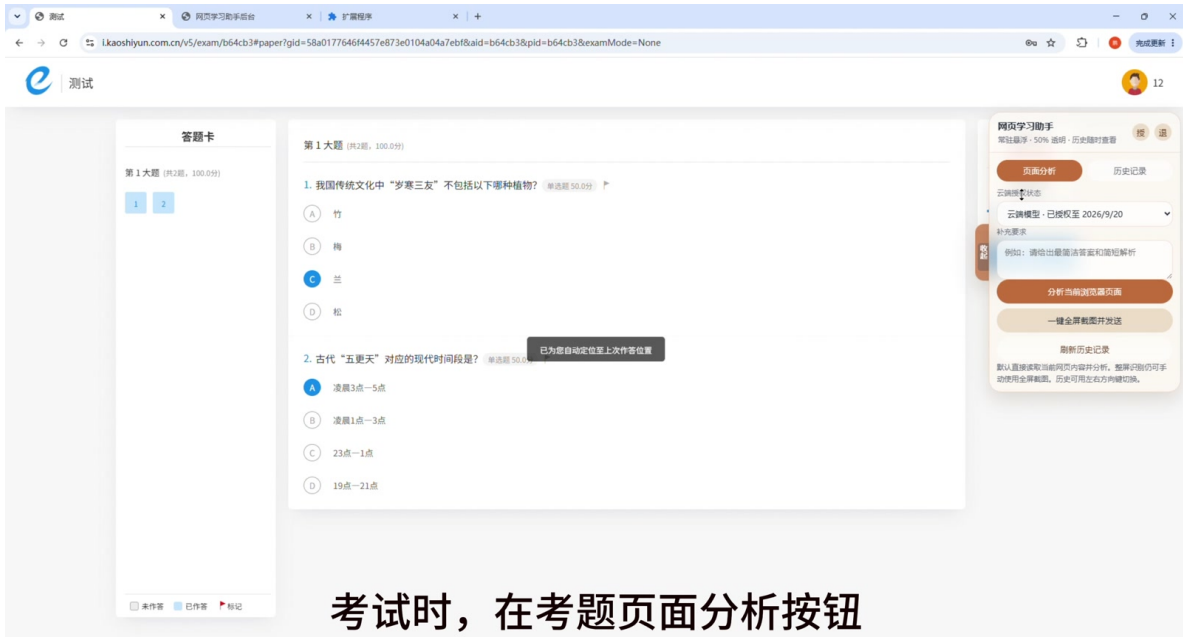 测试
网页学习助手后台
扩展程序
i.kaoshiyun.com.cn/v5/exam/b64cb3#paper?gid=58a0177646f4457e873e0104a04a7ebf&aid=b64cb3&pid=b64cb3&examMode=None
完成更新
测试
12
答题卡
第1大题 (共2题, 100.0分)
1 2
未作答 已作答 标记
第1大题 (共2题, 100.0分)
1. 我国传统文化中“岁寒三友”不包括以下哪种植物? 单选题 50.0分
A 竹
B 梅
C 兰
D 松
已为您自动定位至上次作答位置
2. 古代“五更天”对应的现代时间段是? 单选题 50.0分
A 凌晨3点—5点
B 凌晨1点—3点
C 23点—1点
D 19点—21点
网页学习助手
常驻悬浮 · 50% 透明 · 历史随时查看
授 退
页面分析 历史记录
云端授权状态
云端模型 · 已授权至 2026/9/20
收起
补充要求
例如：请给出最简洁答案和简短解析
分析当前浏览器页面
一键全屏截图并发送
刷新历史记录
默认直接读取当前网页内容并分析。整屏识别仍可手
动使用全屏截图。历史可用左右方向键切换。
考试时，在考题页面分析按钮